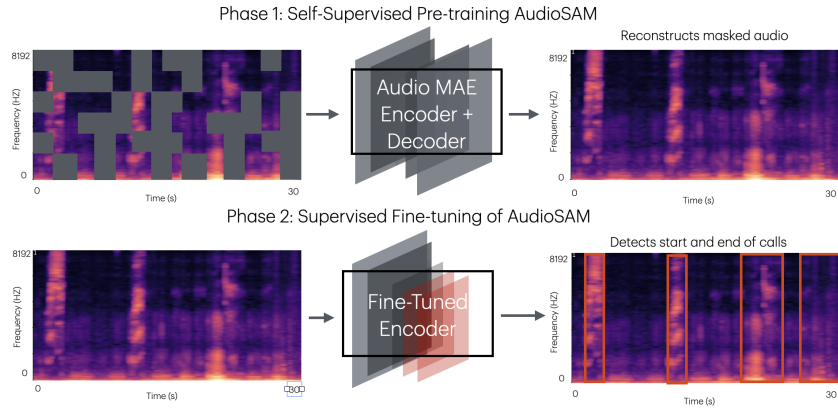 Phase 1: Self-Supervised Pre-training AudioSAM
Reconstructs masked audio
8192
Frequency (HZ)
0
0
30
Time (s)
Audio MAE
Encoder +
Decoder
8192
Frequency (HZ)
0
0
30
Time (s)
Phase 2: Supervised Fine-tuning of AudioSAM
Detects start and end of calls
8192
Frequency (HZ)
0
0
30
Time (s)
Fine-Tuned
Encoder
8192
Frequency (HZ)
0
0
30
Time (s)